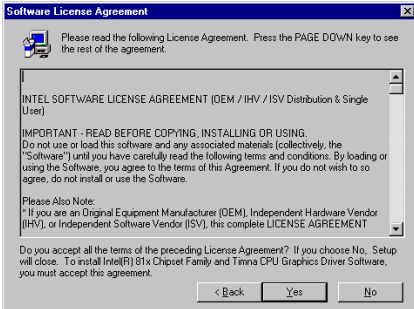 Software License Agreement
Please read the following License Agreement. Press the PAGE DOWN key to see
the rest of the agreement.
INTEL SOFTWARE LICENSE AGREEMENT (OEM / IHV / ISV Distribution & Single
User)
IMPORTANT - READ BEFORE COPYING, INSTALLING OR USING.
Do not use or load this software and any associated materials (collectively, the
"Software") until you have carefully read the following terms and conditions. By loading or
using the Software, you agree to the terms of this Agreement. If you do not wish to so
agree, do not install or use the Software.
Please Also Note:
* If you are an Original Equipment Manufacturer (OEM), Independent Hardware Vendor
(IHV), or Independent Software Vendor (ISV), this complete LICENSE AGREEMENT
Do you accept all the terms of the preceding License Agreement? If you choose No, Setup
will close. To install Intel(R) 81x Chipset Family and Timna CPU Graphics Driver Software,
you must accept this agreement.
< Back Yes No